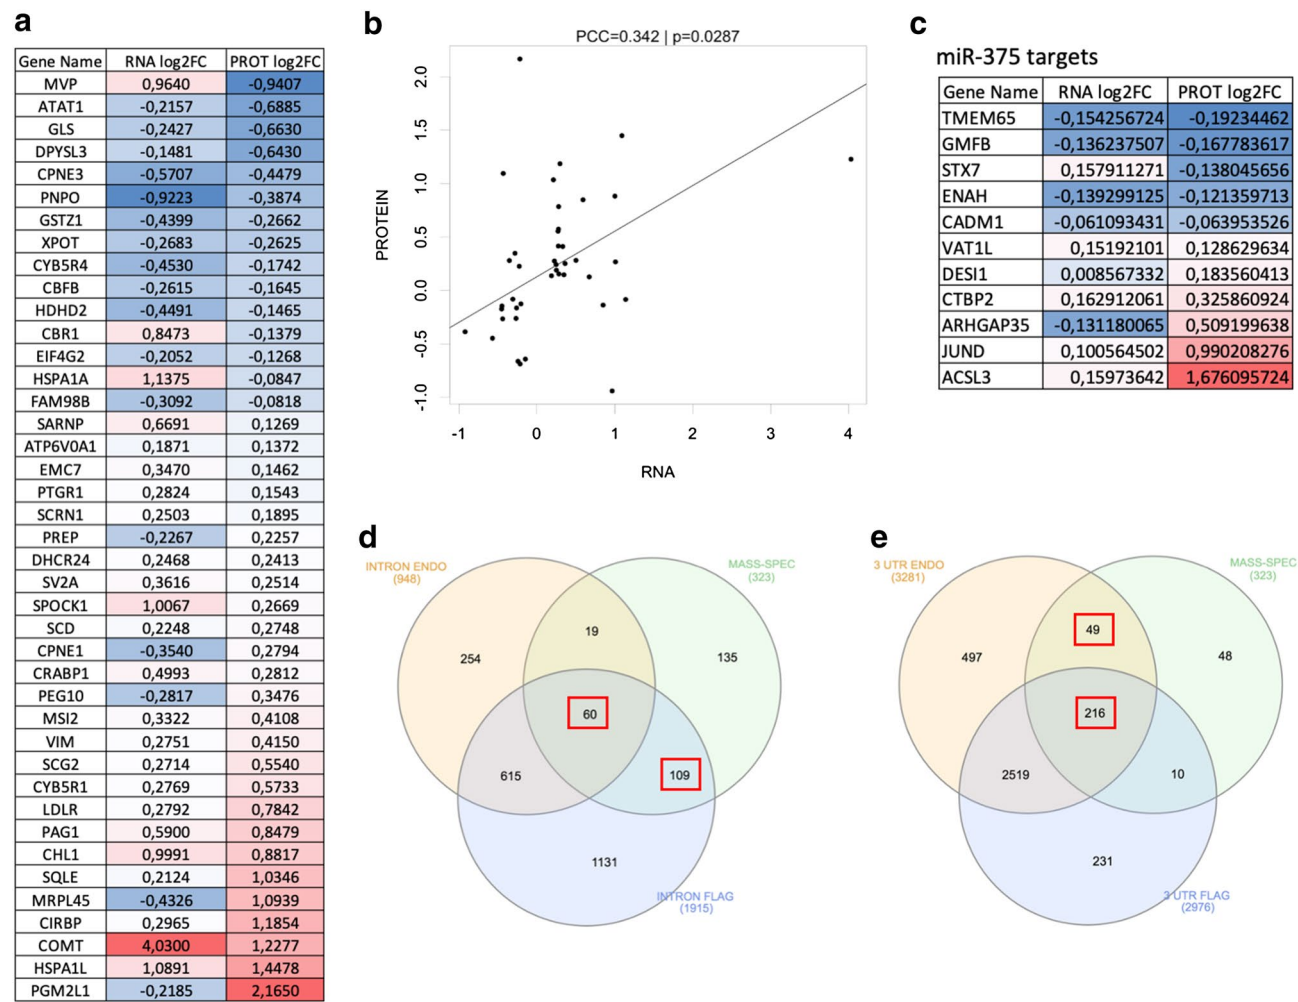 a
Gene Name RNA log2FC PROT log2FC
MVP 0,9640 -0,9407
ATAT1 -0,2157 -0,6885
GLS -0,2427 -0,6630
DPYSL3 -0,1481 -0,6430
CPNE3 -0,5707 -0,4479
PNPO -0,9223 -0,3874
GSTZ1 -0,4399 -0,2662
XPOT -0,2683 -0,2625
CYB5R4 -0,4530 -0,1742
CBFB -0,2615 -0,1645
HDHD2 -0,4491 -0,1465
CBR1 0,8473 -0,1379
EIF4G2 -0,2052 -0,1268
HSPA1A 1,1375 -0,0847
FAM98B -0,3092 -0,0818
SARNP 0,6691 0,1269
ATP6V0A1 0,1871 0,1372
EMC7 0,3470 0,1462
PTGR1 0,2824 0,1543
SCRN1 0,2503 0,1895
PREP -0,2267 0,2257
DHCR24 0,2468 0,2413
SV2A 0,3616 0,2514
SPOCK1 1,0067 0,2669
SCD 0,2248 0,2748
CPNE1 -0,3540 0,2794
CRABP1 0,4993 0,2812
PEG10 -0,2817 0,3476
MSI2 0,3322 0,4108
VIM 0,2751 0,4150
SCG2 0,2714 0,5540
CYB5R1 0,2769 0,5733
LDLR 0,2792 0,7842
PAG1 0,5900 0,8479
CHL1 0,9991 0,8817
SQLE 0,2124 1,0346
MRPL45 -0,4326 1,0939
CIRBP 0,2965 1,1854
COMT 4,0300 1,2277
HSPA1L 1,0891 1,4478
PGM2L1 -0,2185 2,1650
b
PCC=0.342 | p=0.0287
PROTEIN
2.0
1.5
1.0
0.5
0.0
-0.5
-1.0
-1 0 1 2 3 4
RNA
c
miR-375 targets
Gene Name RNA log2FC PROT log2FC
TMEM65 -0,154256724 -0,19234462
GMFB -0,136237507 -0,167783617
STX7 0,157911271 -0,138045656
ENAH -0,139299125 -0,121359713
CADM1 -0,061093431 -0,063953526
VAT1L 0,15192101 0,128629634
DESI1 0,008567332 0,183560413
CTBP2 0,162912061 0,325860924
ARHGAP35 -0,131180065 0,509199638
JUND 0,100564502 0,990208276
ACSL3 0,15973642 1,676095724
d
INTRON ENDO
(948)
MASS-SPEC
(323)
19
254
135
60
615
109
1131
INTRON FLAG
(1915)
e
3 UTR ENDO
(3281)
MASS-SPEC
(323)
49
497
48
216
2519
10
231
3 UTR FLAG
(2976)